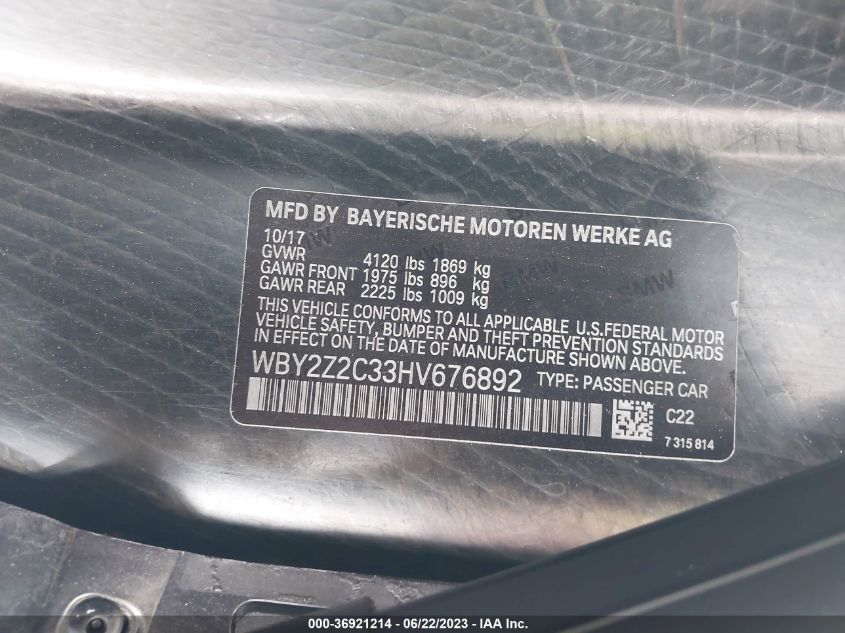 MFD BY BAYERISCHE MOTOREN WERKE AG
10/17
GVWR 4120 lbs 1869 kg
GAWR FRONT 1975 lbs 896 kg
GAWR REAR 2225 lbs 1009 kg
THIS VEHICLE CONFORMS TO ALL APPLICABLE U.S.FEDERAL MOTOR
VEHICLE SAFETY, BUMPER AND THEFT PREVENTION STANDARDS
IN EFFECT ON THE DATE OF MANUFACTURE SHOWN ABOVE.
WBY2Z2C33HV676892 TYPE: PASSENGER CAR
C22
7 315 814
000-36921214 - 06/22/2023 - IAA Inc.